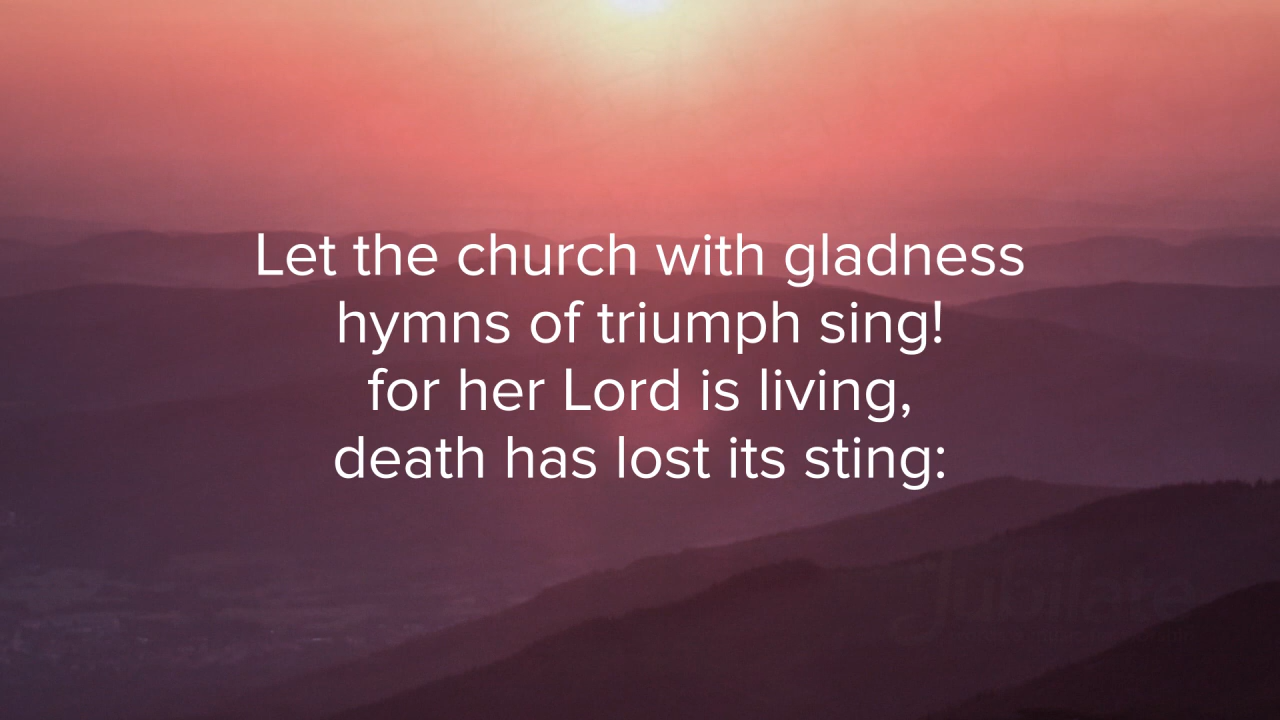 Let the church with gladness
hymns of triumph sing!
for her Lord is living,
death has lost its sting:
Jubilate